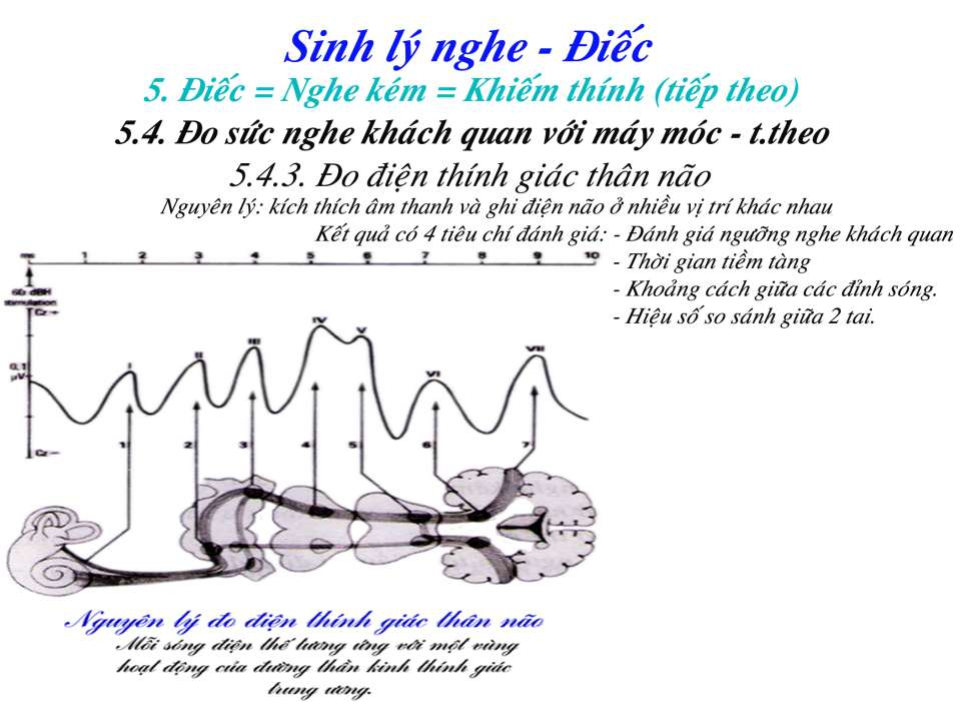 Sinh lý nghe - Điếc
5. Điếc = Nghe kém = Khiếm thính (tiếp theo)
5.4. Đo sức nghe khách quan với máy móc - t.theo
5.4.3. Đo điện thính giác thân não
Nguyên lý: kích thích âm thanh và ghi điện não ở nhiều vị trí khác nhau
Kết quả có 4 tiêu chí đánh giá: - Đánh giá ngưỡng nghe khách quan
- Thời gian tiềm tàng
- Khoảng cách giữa các đỉnh sóng.
- Hiệu số so sánh giữa 2 tai.
1 2 3 4 5 6 7 8 9 10
60 dBH
stimulation
Cz+
IV
V
III
VII
II
I
VI
0,1
µV
1 2 3 4 5 6 7
Cz−
Nguyên lý đo điện thính giác thân não
Mỗi sóng điện thế tương ứng với một vùng
hoạt động của đường thần kinh thính giác
trung ương.